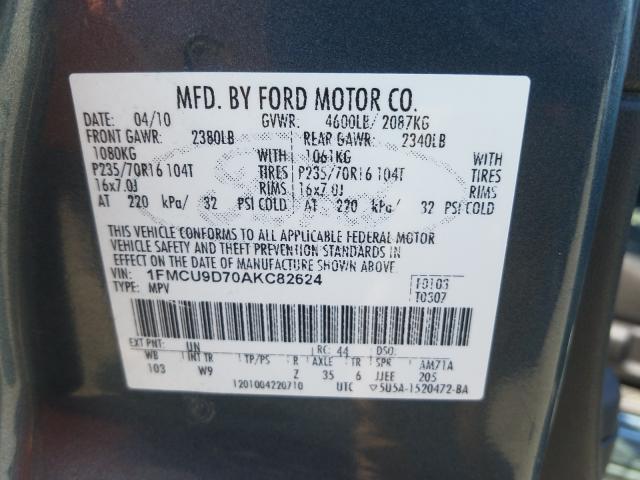 MFD. BY FORD MOTOR CO.
DATE: 04/10 GVWR: 4600LB/ 2087KG
FRONT GAWR: 2380LB REAR GAWR: 2340LB
1080KG WITH 1061KG WITH
P235/70R16 104T TIRES P235/70R16 104T TIRES
16x7.0J RIMS 16x7.0J RIMS
AT 220 kPa/ 32 PSI COLD AT 220 kPa/ 32 PSI COLD
THIS VEHICLE CONFORMS TO ALL APPLICABLE FEDERAL MOTOR
VEHICLE SAFETY AND THEFT PREVENTION STANDARDS IN
EFFECT ON THE DATE OF MANUFACTURE SHOWN ABOVE.
VIN: 1FMCU9D70AKC82624
TYPE: MPV
T0103
T0307
EXT PNT: UN RC: 44 DSO:
WB INT TR TP/PS R AXLE TR SPR AM71A
103 W9 Z 35 6 JJEE 205
1201004220710 UTC 5U5A-1520472-BA